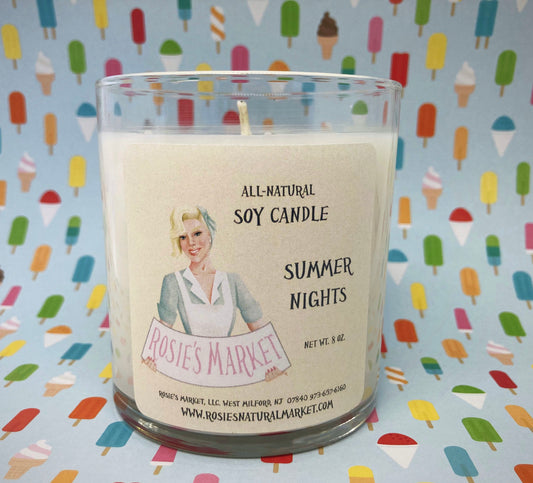 ALL-NATURAL
SOY CANDLE
SUMMER
NIGHTS
NET WT. 8 OZ.
ROSIE'S MARKET
ROSIE'S MARKET, LLC. WEST MILFORD, NJ 07840 973-657-6160
WWW.ROSIESNATURALMARKET.COM